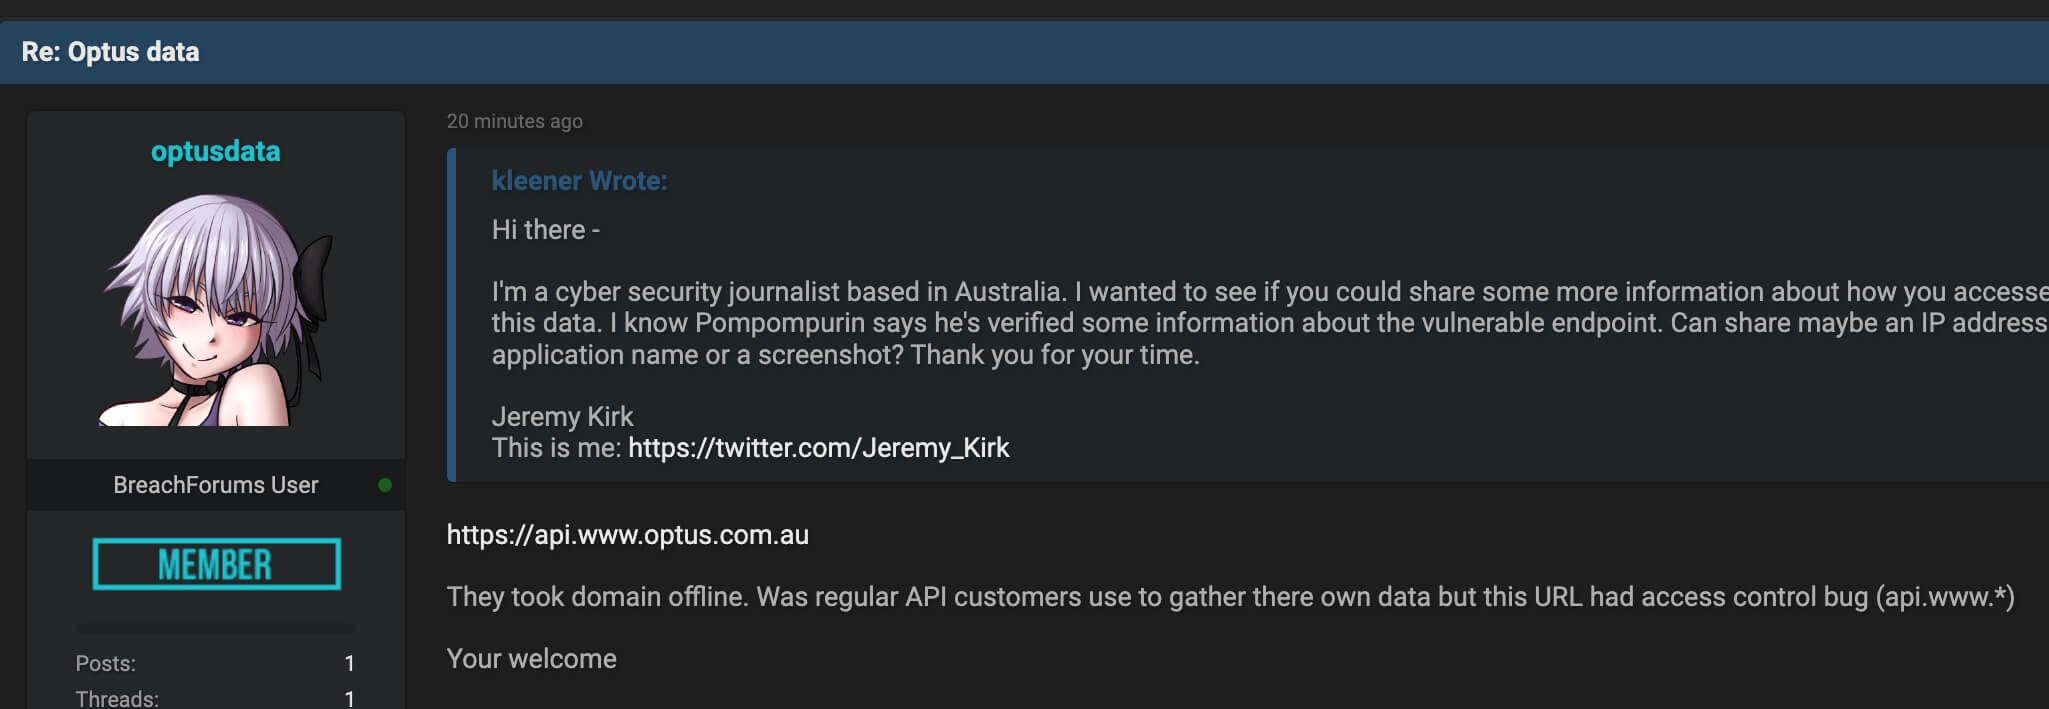 Re: Optus data
optusdata
BreachForums User
MEMBER
Posts: 1
Threads: 1
20 minutes ago
kleener Wrote:
Hi there -
I'm a cyber security journalist based in Australia. I wanted to see if you could share some more information about how you accesse
this data. I know Pompompurin says he's verified some information about the vulnerable endpoint. Can share maybe an IP address
application name or a screenshot? Thank you for your time.
Jeremy Kirk
This is me: https://twitter.com/Jeremy_Kirk
https://api.www.optus.com.au
They took domain offline. Was regular API customers use to gather there own data but this URL had access control bug (api.www.*)
Your welcome